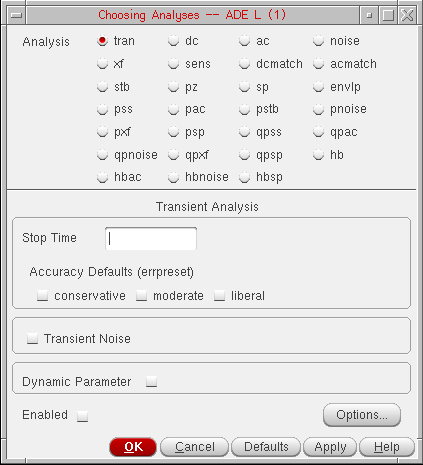 Choosing Analyses -- ADE L (1)
Analysis tran dc ac noise
xf sens dcmatch acmatch
stb pz sp envlp
pss pac pstb pnoise
pxf psp qpss qpac
qpnoise qpxf qpsp hb
hbac hbnoise hbsp
Transient Analysis
Stop Time
Accuracy Defaults (errpreset)
conservative moderate liberal
Transient Noise
Dynamic Parameter
Enabled Options...
OK Cancel Defaults Apply Help